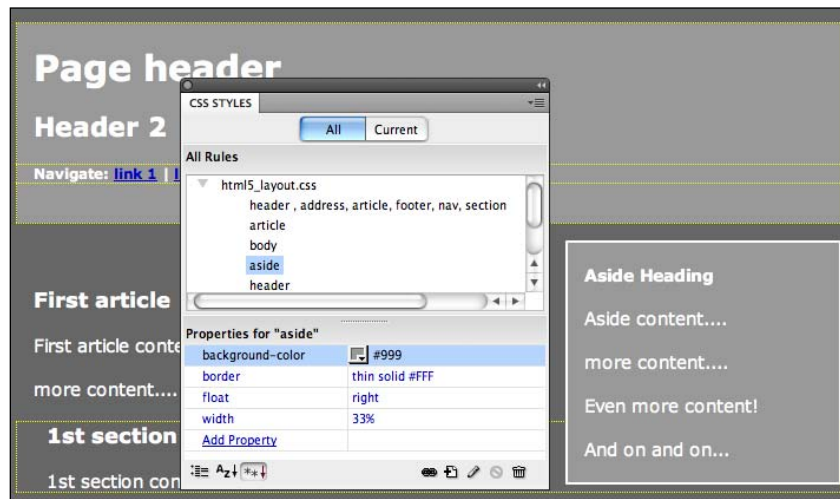 Page header
Header 2
Navigate: link 1 |
CSS STYLES
All Current
All Rules
html5_layout.css
header , address, article, footer, nav, section
article
body
aside
header
Properties for "aside"
background-color #999
border thin solid #FFF
float right
width 33%
Add Property
First article
First article conte
more content....
1st section
1st section con
Aside Heading
Aside content....
more content....
Even more content!
And on and on...